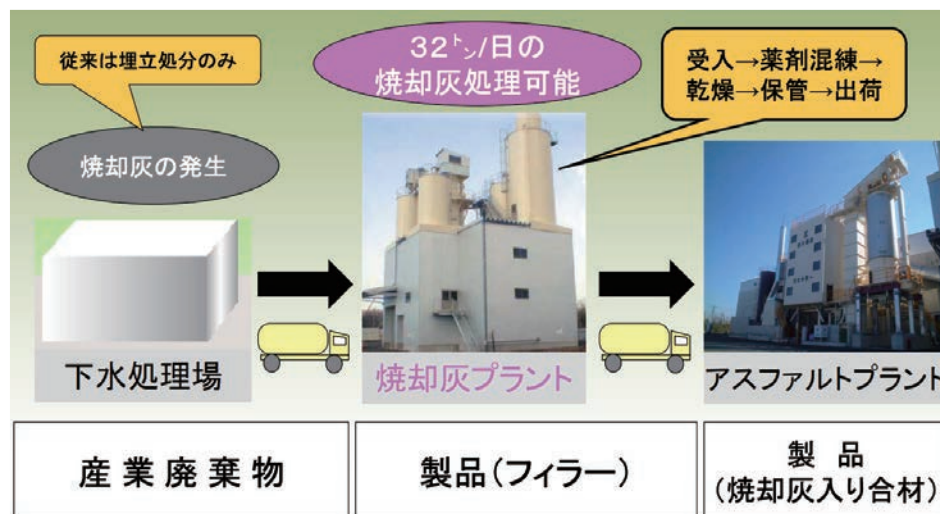 従来は埋立処分のみ
焼却灰の発生
下水処理場
32㌧/日の
焼却灰処理可能
受入→薬剤混練→
乾燥→保管→出荷
焼却灰プラント
アスファルトプラント
産業廃棄物
製品(フィラー)
製品
(焼却灰入り合材)